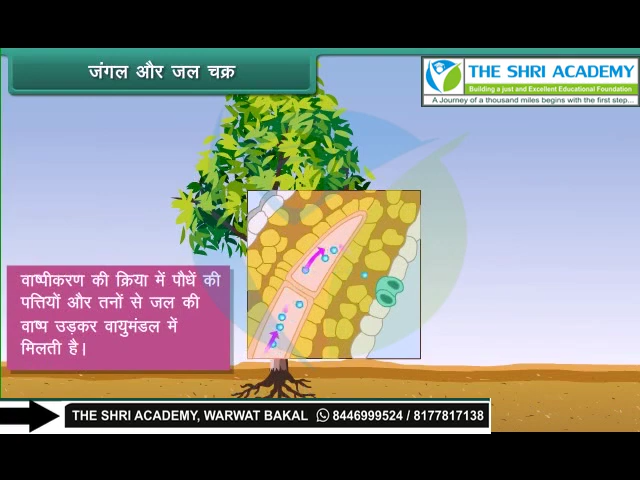 जंगल और जल चक्र
THE SHRI ACADEMY
Building a just and Excellent Educational Foundation
A Journey of a thousand miles begins with the first step...
वाष्पीकरण की क्रिया में पौधें की
पत्तियों और तनों से जल की
वाष्प उड़कर वायुमंडल में
मिलती है।
THE SHRI ACADEMY, WARWAT BAKAL 8446999524 / 8177817138